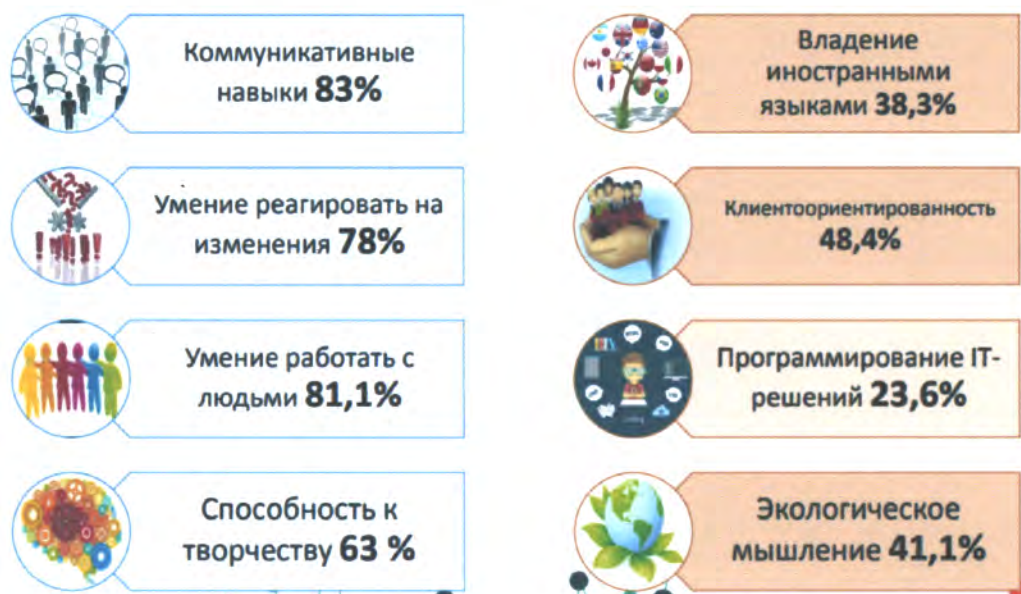 Коммуникативные
навыки 83%
Умение реагировать на
изменения 78%
Умение работать с
людьми 81,1%
Способность к
творчеству 63 %
Владение
иностранными
языками 38,3%
Клиентоориентированность
48,4%
Программирование IT-
решений 23,6%
Экологическое
мышление 41,1%